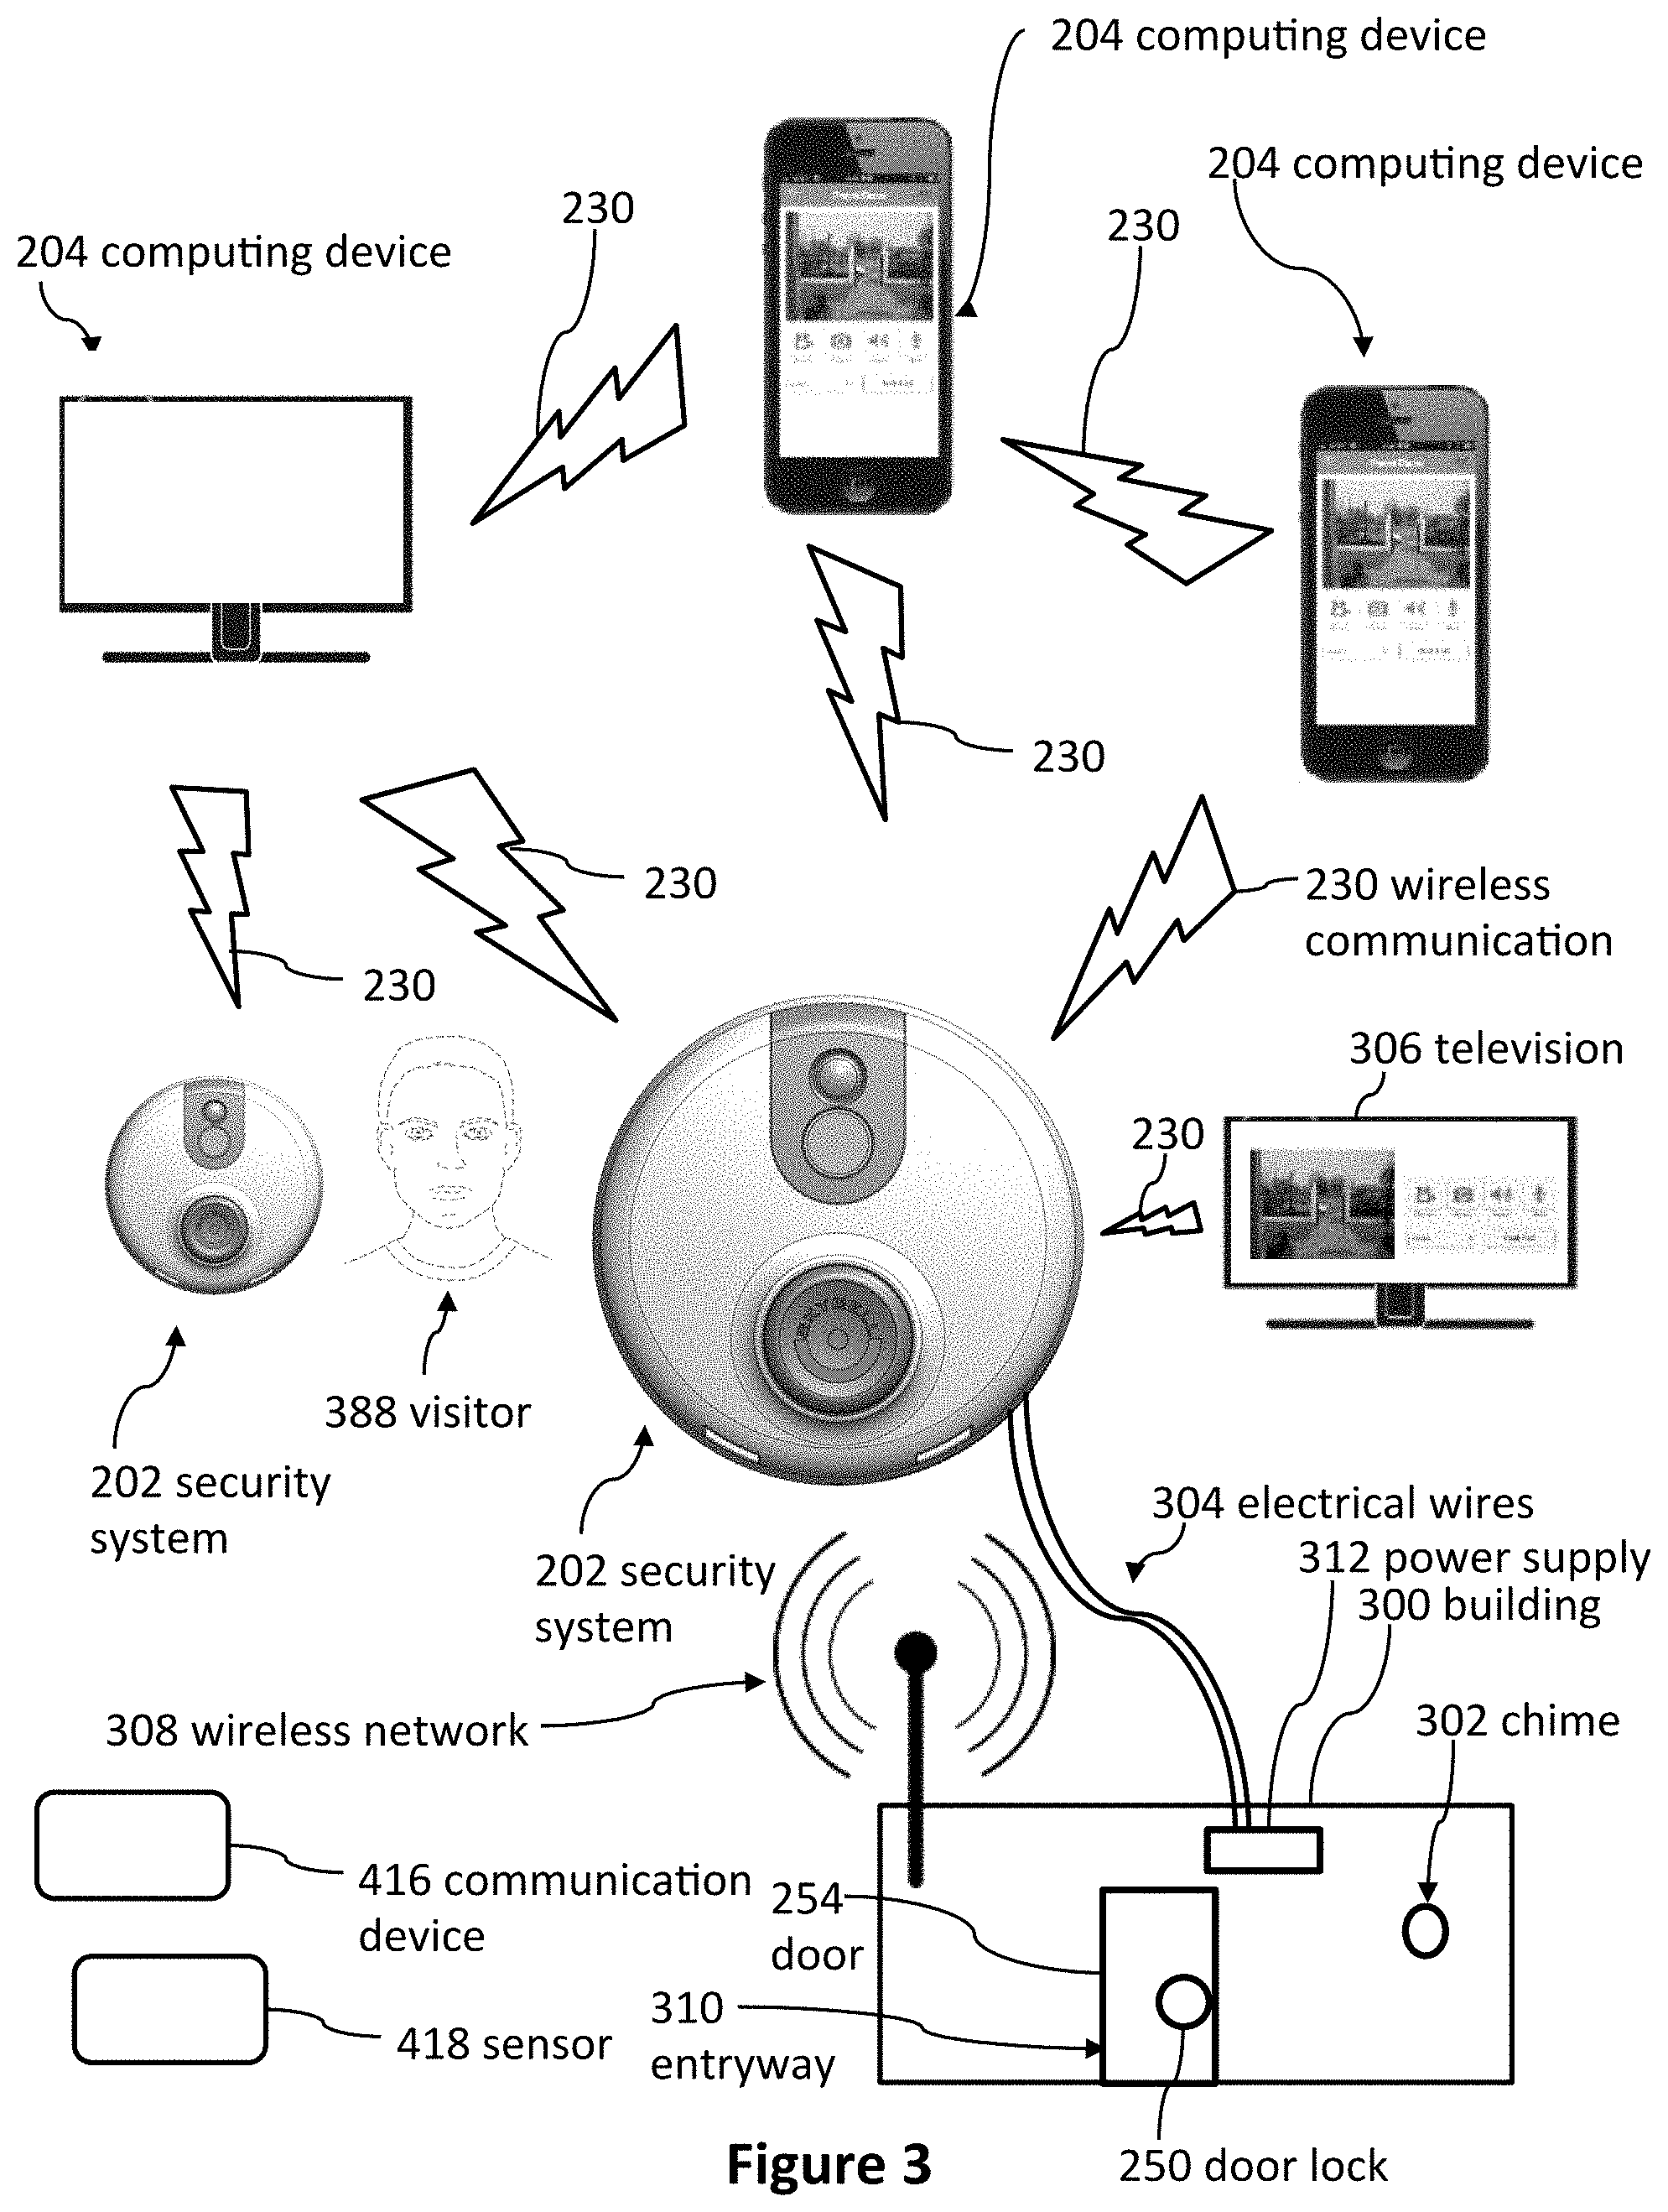 204 computing device
204 computing device
230
230
204 computing device
230
230
230 wireless
communication
230
306 television
230
388 visitor
202 security
system
304 electrical wires
202 security
system
312 power supply
300 building
308 wireless network
302 chime
416 communication
device
254
door
310
entryway
418 sensor
250 door lock
Figure 3